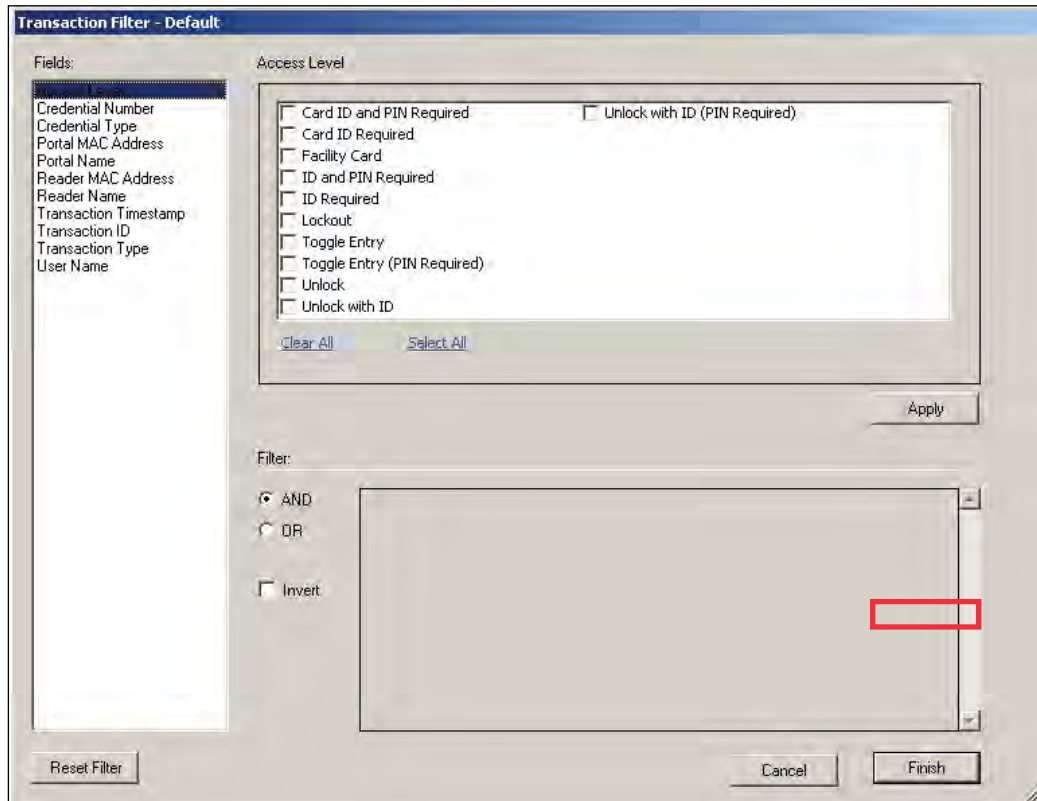 Transaction Filter - Default
Fields:
Credential Number
Credential Type
Portal MAC Address
Portal Name
Reader MAC Address
Reader Name
Transaction Timestamp
Transaction ID
Transaction Type
User Name
Access Level
Card ID and PIN Required
Card ID Required
Facility Card
ID and PIN Required
ID Required
Lockout
Toggle Entry
Toggle Entry (PIN Required)
Unlock
Unlock with ID
Unlock with ID (PIN Required)
Clear All
Select All
Apply
Filter:
AND
OR
Invert
Reset Filter
Cancel
Finish